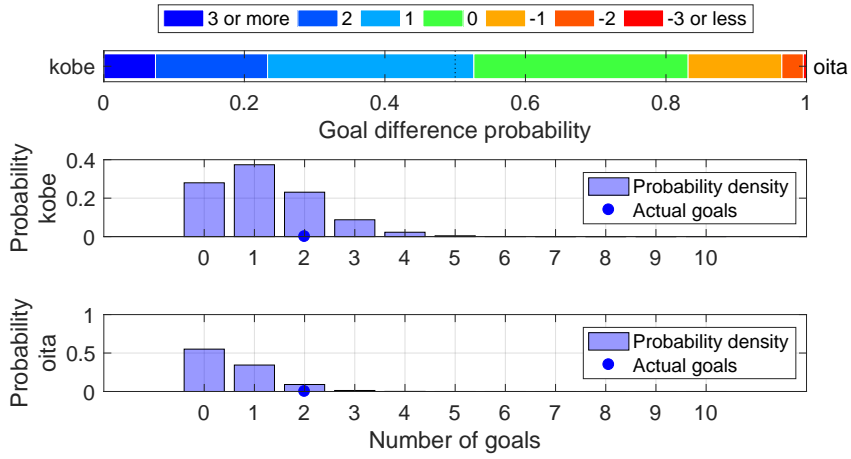 3 or more 2 1 0 -1 -2 -3 or less
kobe oita
0 0.2 0.4 0.6 0.8 1
Goal difference probability
Probability
kobe
0.4
0.2
0
Probability density
Actual goals
0 1 2 3 4 5 6 7 8 9 10
Probability
oita
1
0.5
0
Probability density
Actual goals
0 1 2 3 4 5 6 7 8 9 10
Number of goals